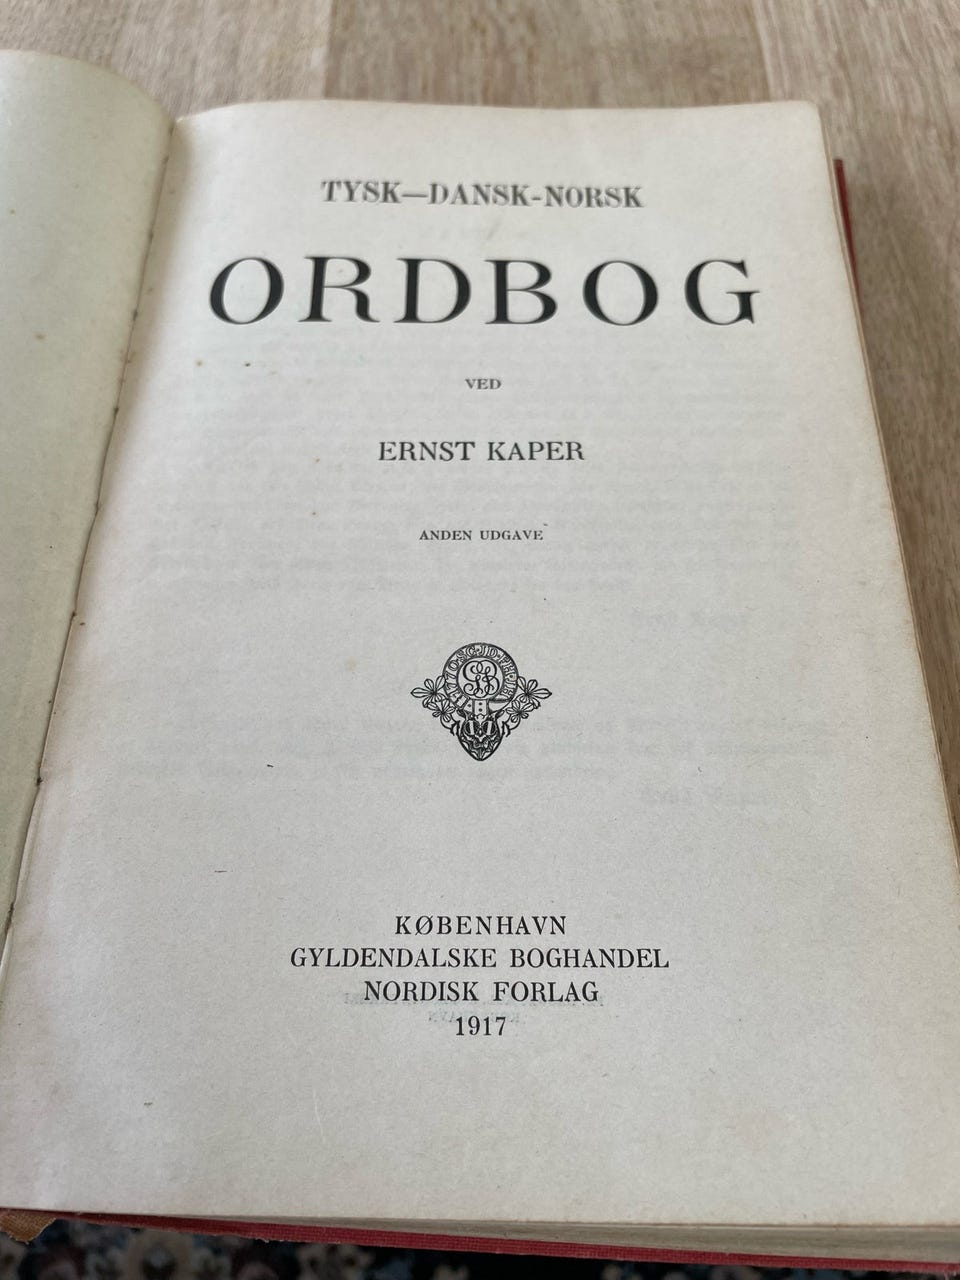 TYSK—DANSK-NORSK
ORDBOG
VED
ERNST KAPER
ANDEN UDGAVE
KØBENHAVN
GYLDENDALSKE BOGHANDEL
NORDISK FORLAG
1917